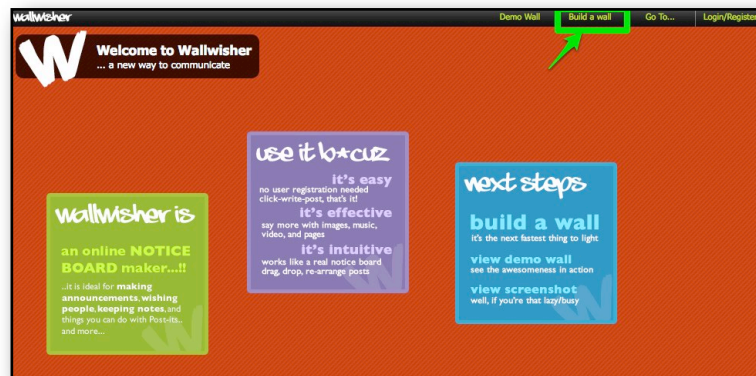 wallwisher
Demo Wall
Build a wall
Go To...
Login/Register
W
Welcome to Wallwisher
... a new way to communicate
use it b*cuz
it's easy
no user registration needed
click-write-post, that's it!
it's effective
say more with images, music,
video, and pages
it's intuitive
works like a real notice board
drag, drop, re-arrange posts
W
next steps
build a wall
it's the next fastest thing to light
view demo wall
see the awesomeness in action
view screenshot
well, if you're that lazy/busy
W
wallwisher is
an online NOTICE
BOARD maker...!!
..it is ideal for making
announcements, wishing
people, keeping notes, and
things you can do with Post-its..
and more...
W